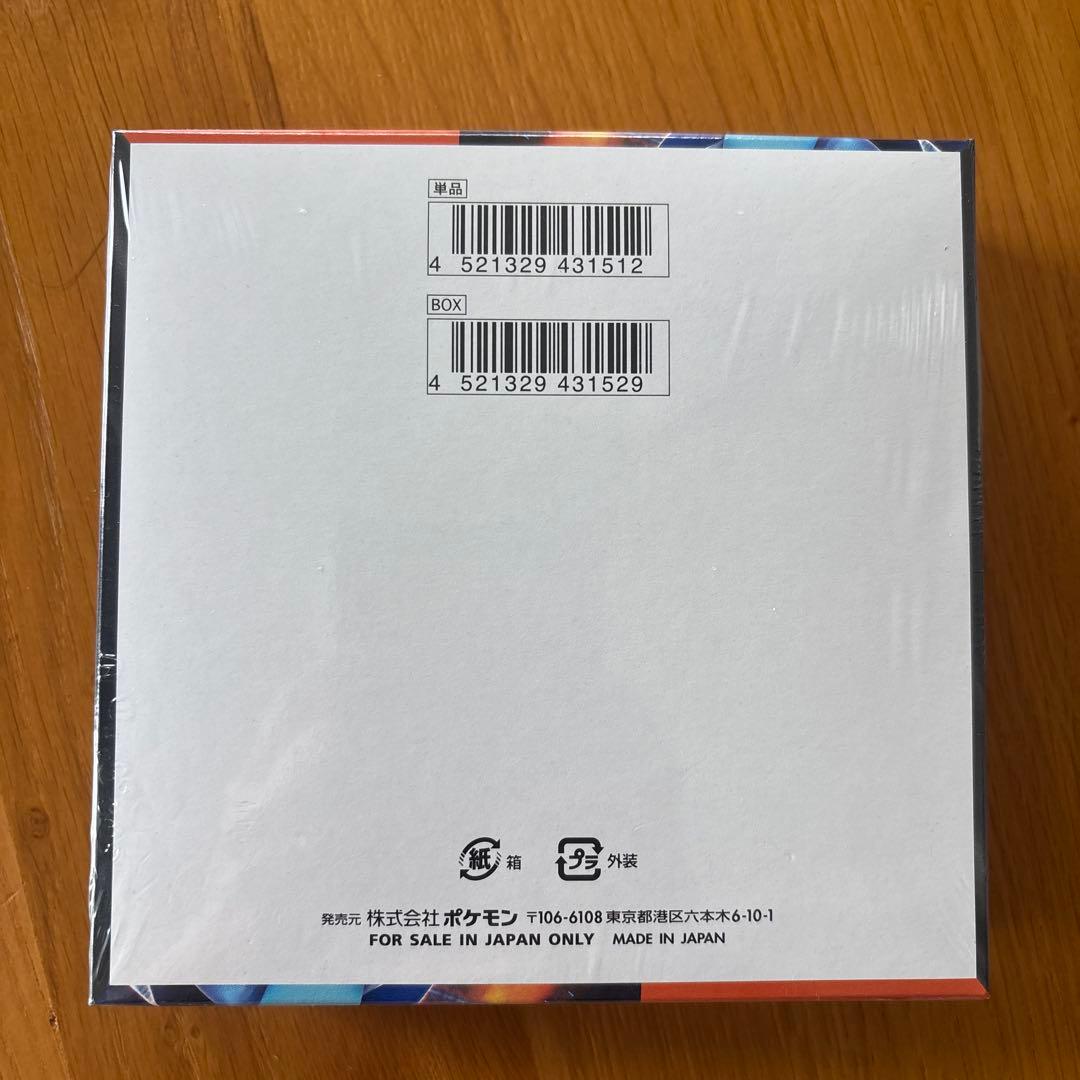 単品
4 521329 431512
BOX
4 521329 431529
紙 箱 プラ 外装
発売元 株式会社 ポケモン 〒106-6108 東京都港区六本木6-10-1
FOR SALE IN JAPAN ONLY MADE IN JAPAN